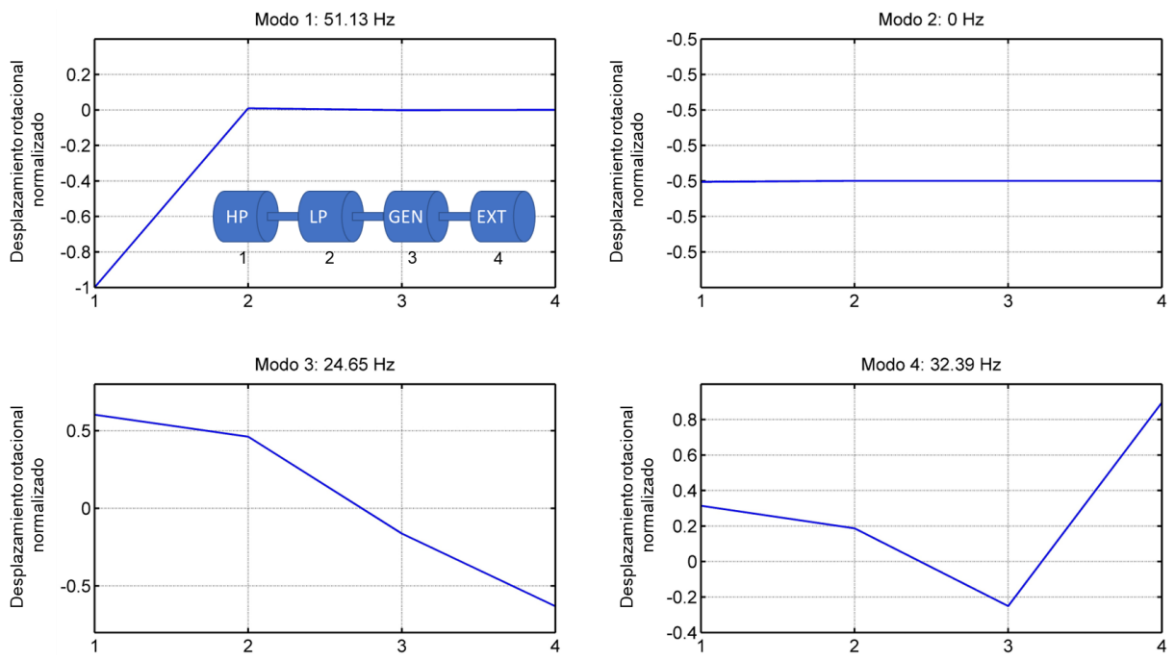 Modo 1: 51.13 Hz
Desplazamiento rotacional
normalizado
0.2
0
-0.2
-0.4
-0.6
-0.8
-1
HP
LP
GEN
EXT
1
2
3
4
1
2
3
4
Modo 2: 0 Hz
Desplazamiento rotacional
normalizado
-0.5
-0.5
-0.5
-0.5
-0.5
-0.5
-0.5
1
2
3
4
Modo 3: 24.65 Hz
Desplazamiento rotacional
normalizado
0.5
0
-0.5
1
2
3
4
Modo 4: 32.39 Hz
Desplazamiento rotacional
normalizado
0.8
0.6
0.4
0.2
0
-0.2
-0.4
1
2
3
4